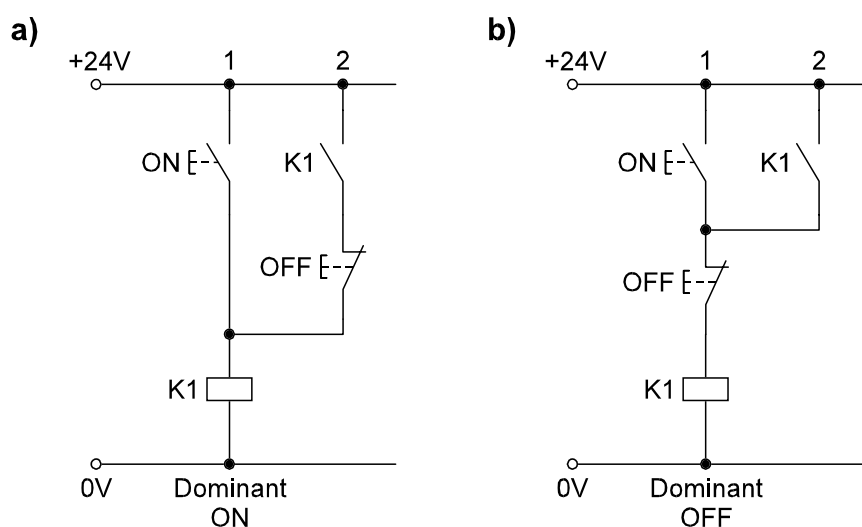 a)
+24V
1
2
ON
K1
OFF
K1
0V
Dominant
ON
b)
+24V
1
2
ON
K1
OFF
K1
0V
Dominant
OFF